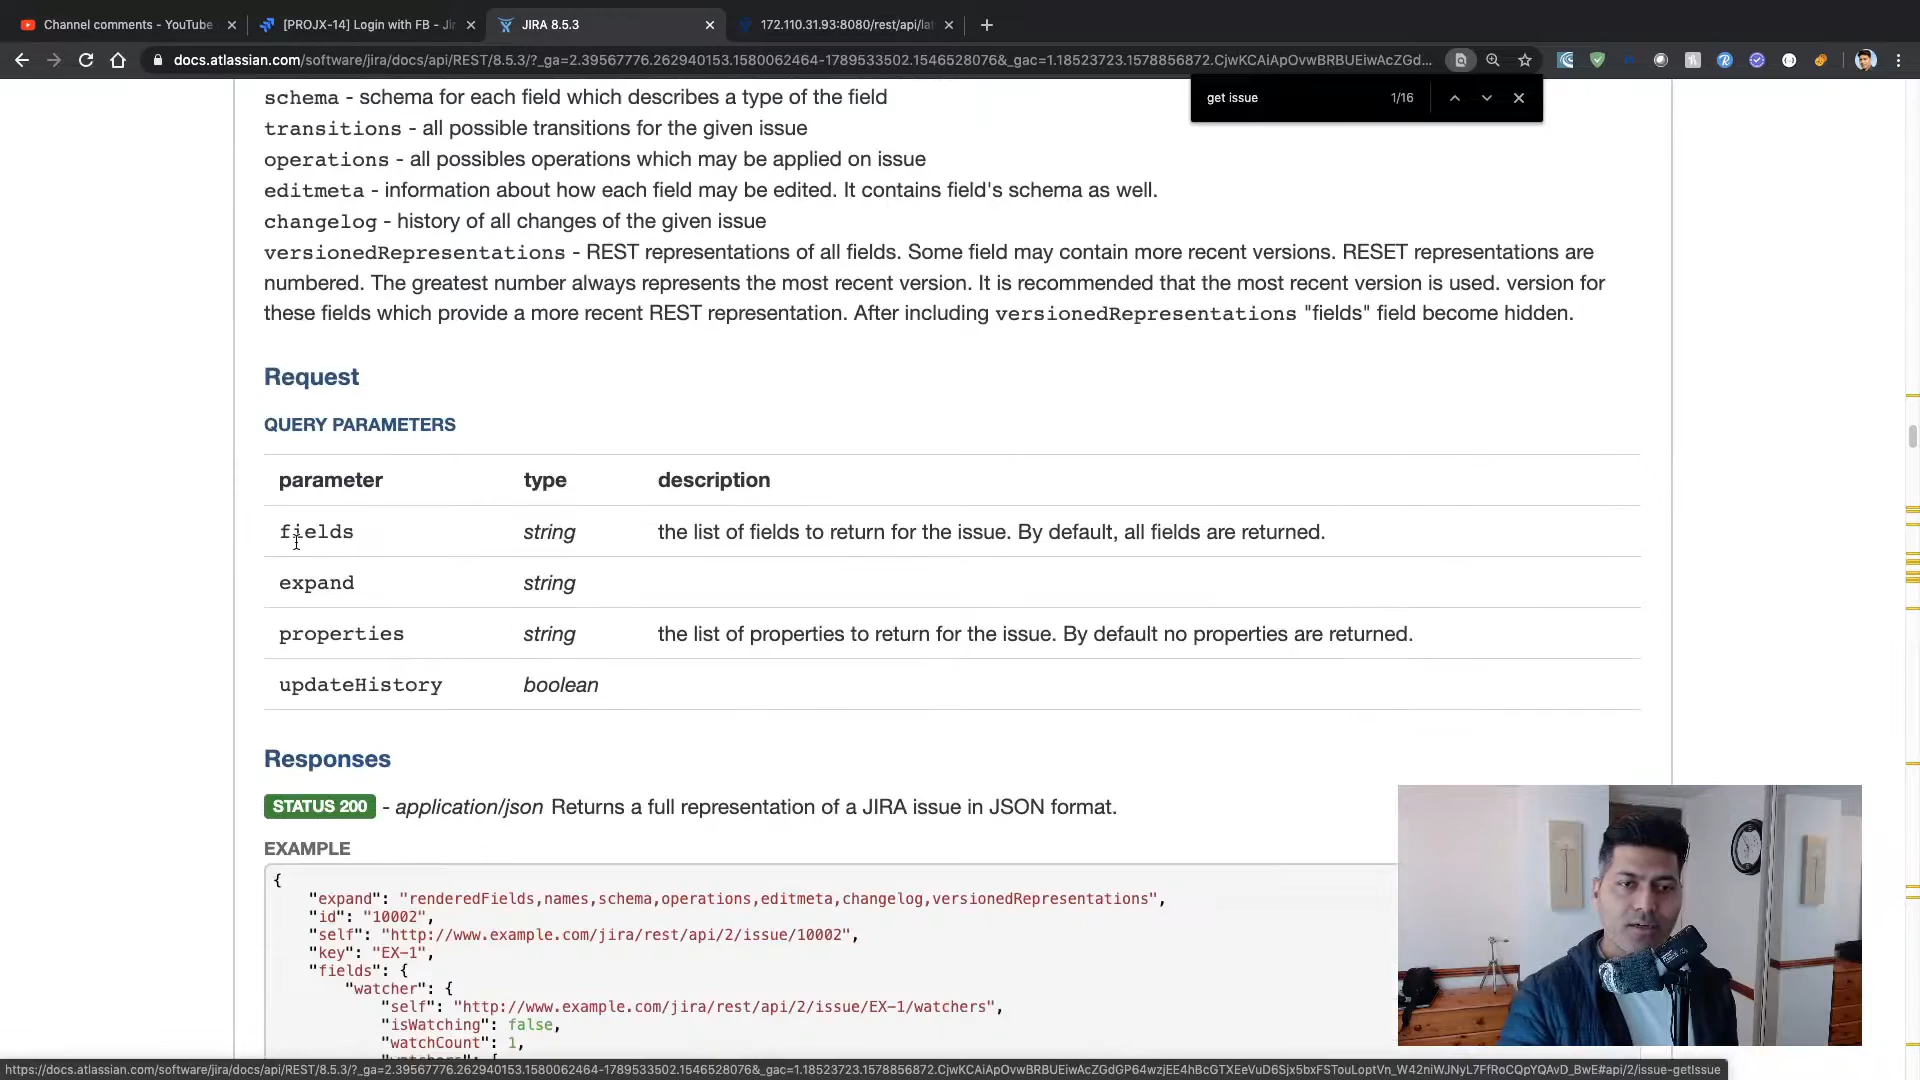 Channel comments - YouTube
[PROJX-14] Login with FB - Jir
JIRA 8.5.3
172.110.31.93:8080/rest/api/la
docs.atlassian.com/software/jira/docs/api/REST/8.5.3/?_ga=2.39567776.262940153.1580062464-1789533502.1546528076&_gac=1.18523723.1578856872.CjwKCAiApOvwBRBUEiwAcZGd...
get issue 1/16
schema - schema for each field which describes a type of the field
transitions - all possible transitions for the given issue
operations - all possibles operations which may be applied on issue
editmeta - information about how each field may be edited. It contains field's schema as well.
changelog - history of all changes of the given issue
versionedRepresentations - REST representations of all fields. Some field may contain more recent versions. RESET representations are
numbered. The greatest number always represents the most recent version. It is recommended that the most recent version is used. version for
these fields which provide a more recent REST representation. After including versionedRepresentations "fields" field become hidden.
Request
QUERY PARAMETERS
parameter type description
fields string the list of fields to return for the issue. By default, all fields are returned.
expand string
properties string the list of properties to return for the issue. By default no properties are returned.
updateHistory boolean
Responses
STATUS 200 - application/json Returns a full representation of a JIRA issue in JSON format.
EXAMPLE
{
"expand": "renderedFields,names,schema,operations,editmeta,changelog,versionedRepresentations",
"id": "10002",
"self": "http://www.example.com/jira/rest/api/2/issue/10002",
"key": "EX-1",
"fields": {
"watcher": {
"self": "http://www.example.com/jira/rest/api/2/issue/EX-1/watchers",
"isWatching": false,
"watchCount": 1,
https://docs.atlassian.com/software/jira/docs/api/REST/8.5.3/?_ga=2.39567776.262940153.1580062464-1789533502.1546528076&_gac=1.18523723.1578856872.CjwKCAiApOvwBRBUEiwAcZGdGP64wzjEE4hBcGTXEeVuD6Sjx5bxFSTouLoptVn_W42niWJNyL7FfRoCQpYQAvD_BwE#api/2/issue-getIssue